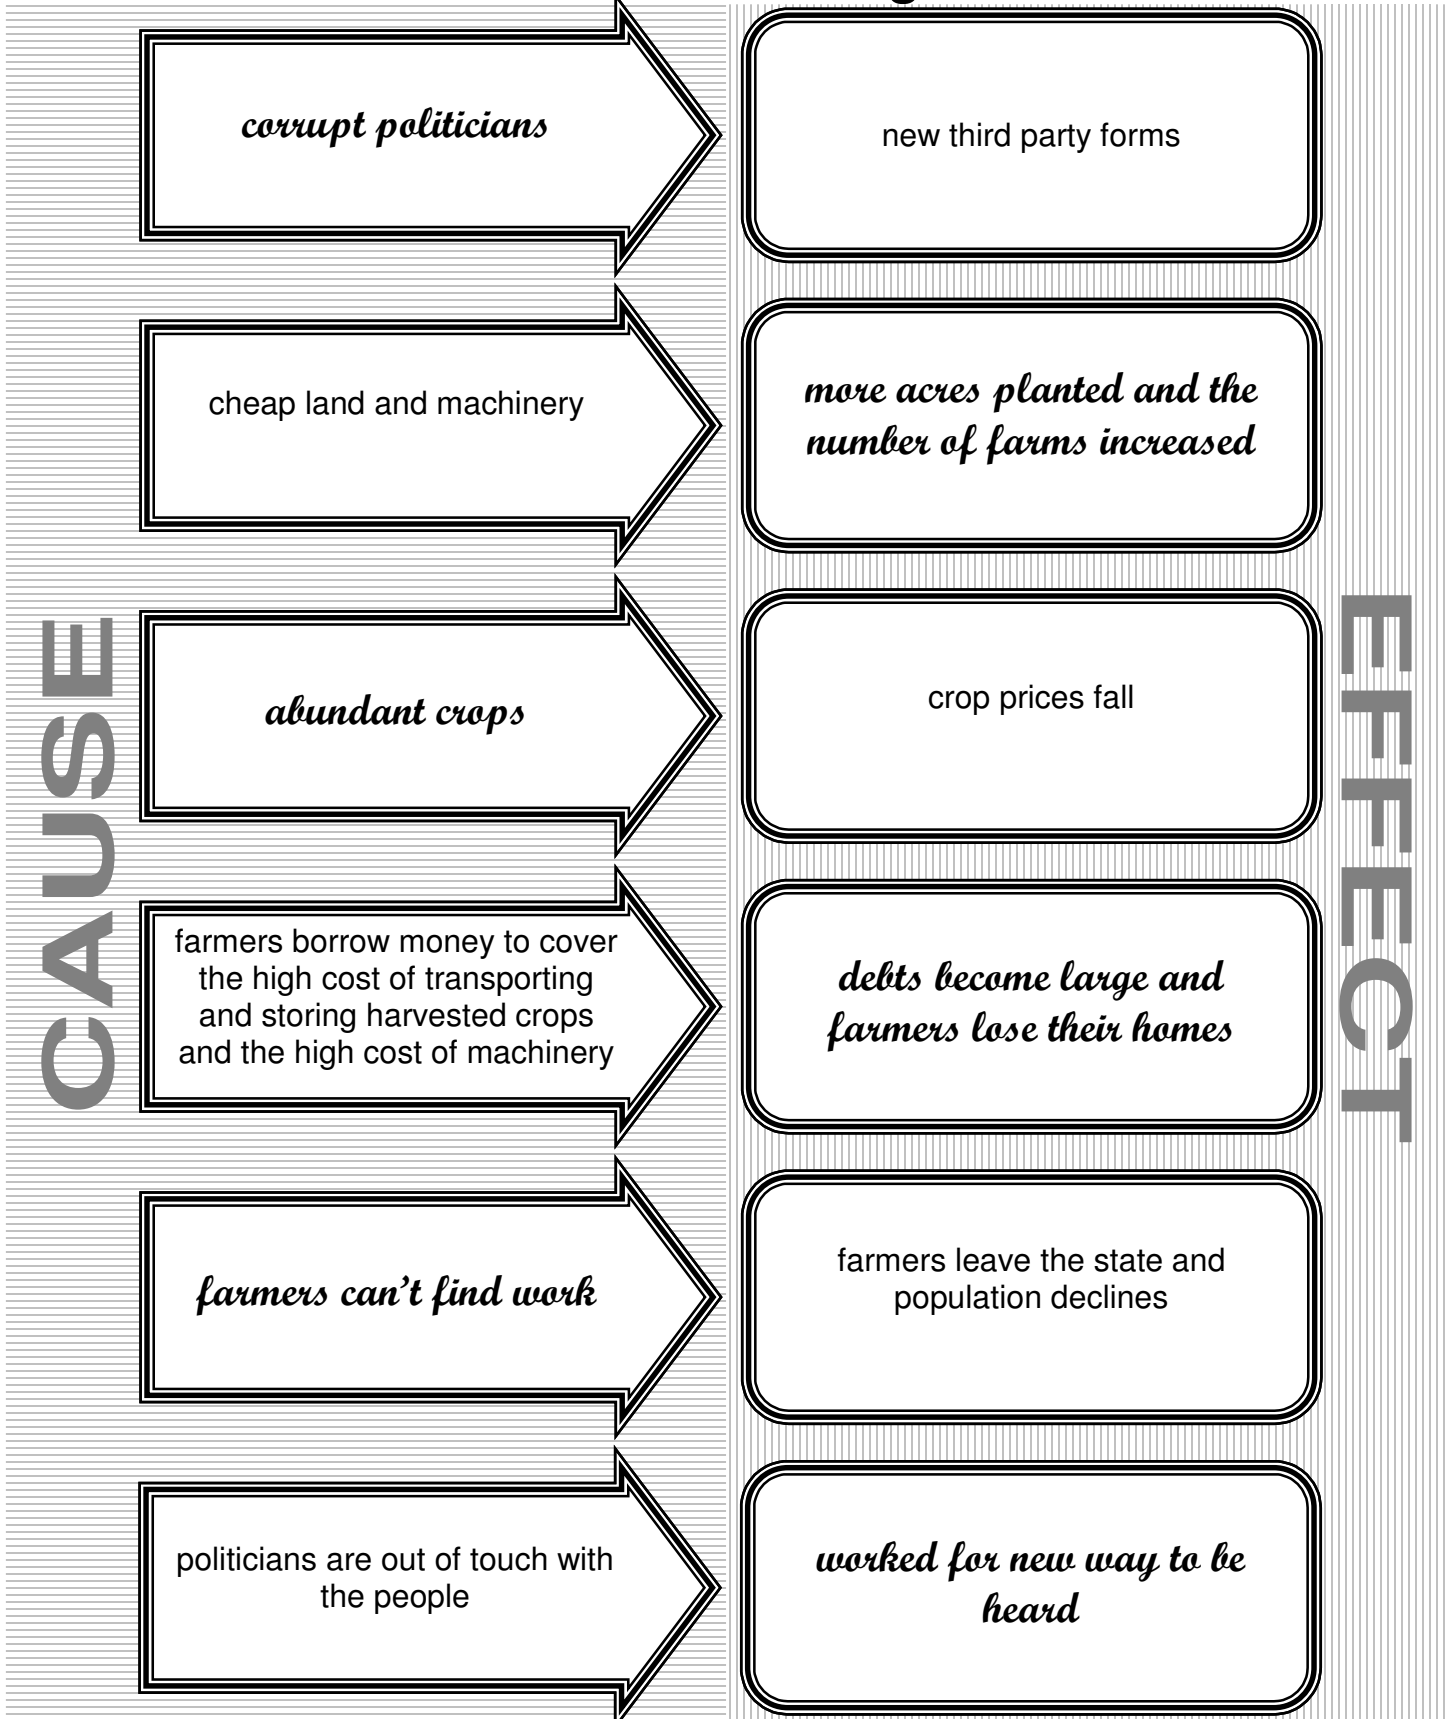 corrupt politicians
new third party forms
cheap land and machinery
more acres planted and the
number of farms increased
abundant crops
crop prices fall
CAUSE
EFFECT
farmers borrow money to cover
the high cost of transporting
and storing harvested crops
and the high cost of machinery
debts become large and
farmers lose their homes
farmers can't find work
farmers leave the state and
population declines
politicians are out of touch with
the people
worked for new way to be
heard